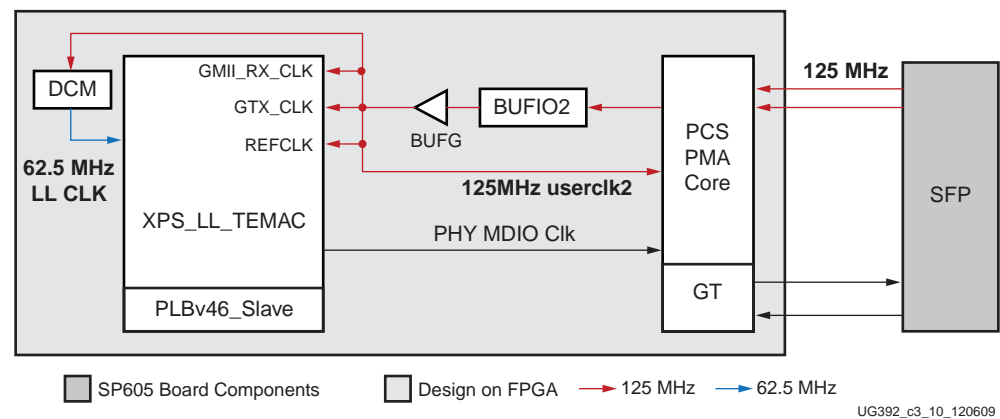 125 MHz
GMII_RX_CLK
DCM
GTX_CLK
BUFIO2
BUFG
REFCLK
PCS
PMA
Core
62.5 MHz
LL CLK
125MHz userclk2
SFP
XPS_LL_TEMAC
PHY MDIO Clk
GT
PLBv46_Slave
SP605 Board Components
Design on FPGA
125 MHz
62.5 MHz
UG392_c3_10_120609